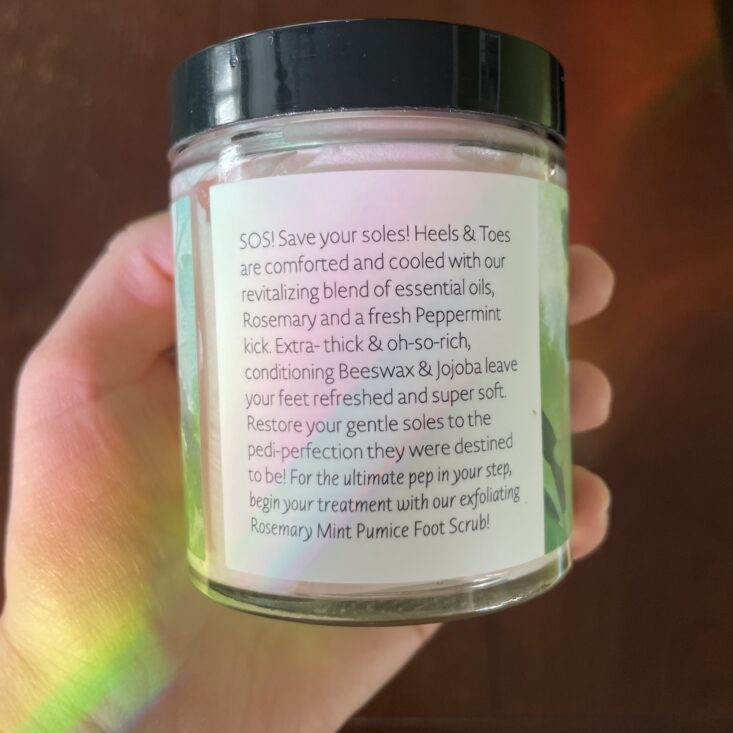 SOS! Save your soles! Heels & Toes
are comforted and cooled with our
revitalizing blend of essential oils,
Rosemary and a fresh Peppermint
kick. Extra- thick & oh-so-rich,
conditioning Beeswax & Jojoba leave
your feet refreshed and super soft.
Restore your gentle soles to the
pedi-perfection they were destined
to be! For the ultimate pep in your step,
begin your treatment with our exfoliating
Rosemary Mint Pumice Foot Scrub!